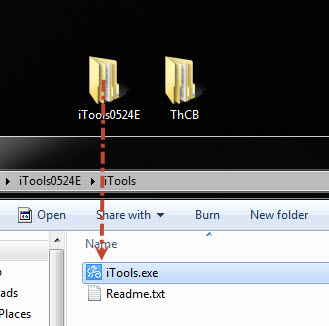 iTools0524E ThCB
iTools0524E iTools
Open Share with Burn New folder
Name
iTools.exe
ads Readme.txt
Places